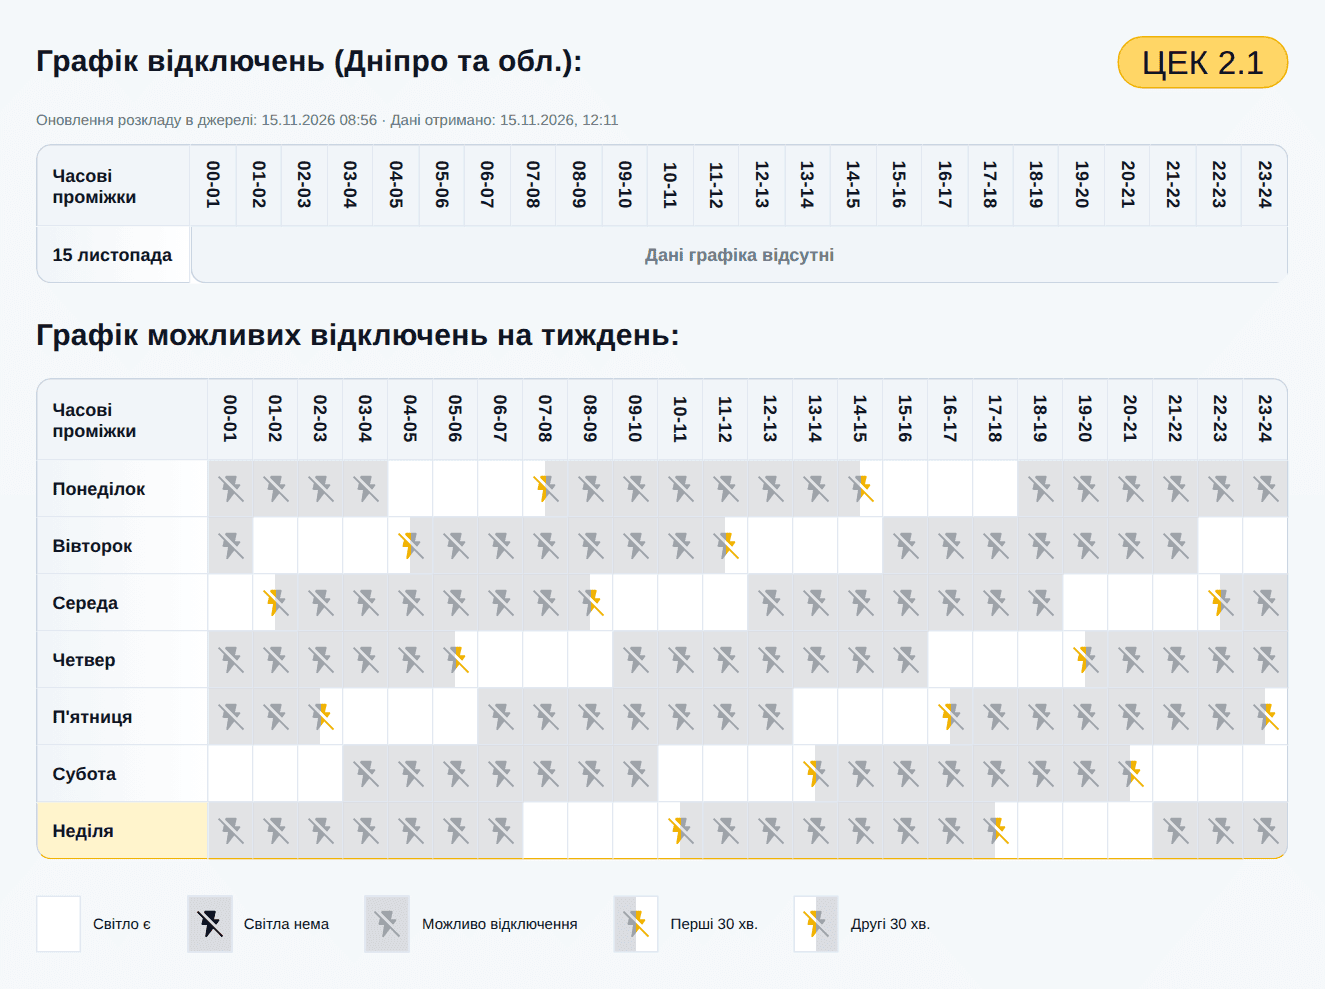 Графік відключень (Дніпро та обл.):
ЦЕК 2.1
Оновлення розкладу в джерелі: 15.11.2026 08:56 · Дані отримано: 15.11.2026, 12:11
Часові проміжки 00-01 01-02 02-03 03-04 04-05 05-06 06-07 07-08 08-09 09-10 10-11 11-12 12-13 13-14 14-15 15-16 16-17 17-18 18-19 19-20 20-21 21-22 22-23 23-24
15 листопада Дані графіка відсутні
Графік можливих відключень на тиждень:
Часові проміжки 00-01 01-02 02-03 03-04 04-05 05-06 06-07 07-08 08-09 09-10 10-11 11-12 12-13 13-14 14-15 15-16 16-17 17-18 18-19 19-20 20-21 21-22 22-23 23-24
Понеділок
Вівторок
Середа
Четвер
П'ятниця
Субота
Неділя
Світло є Світла нема Можливо відключення Перші 30 хв. Другі 30 хв.